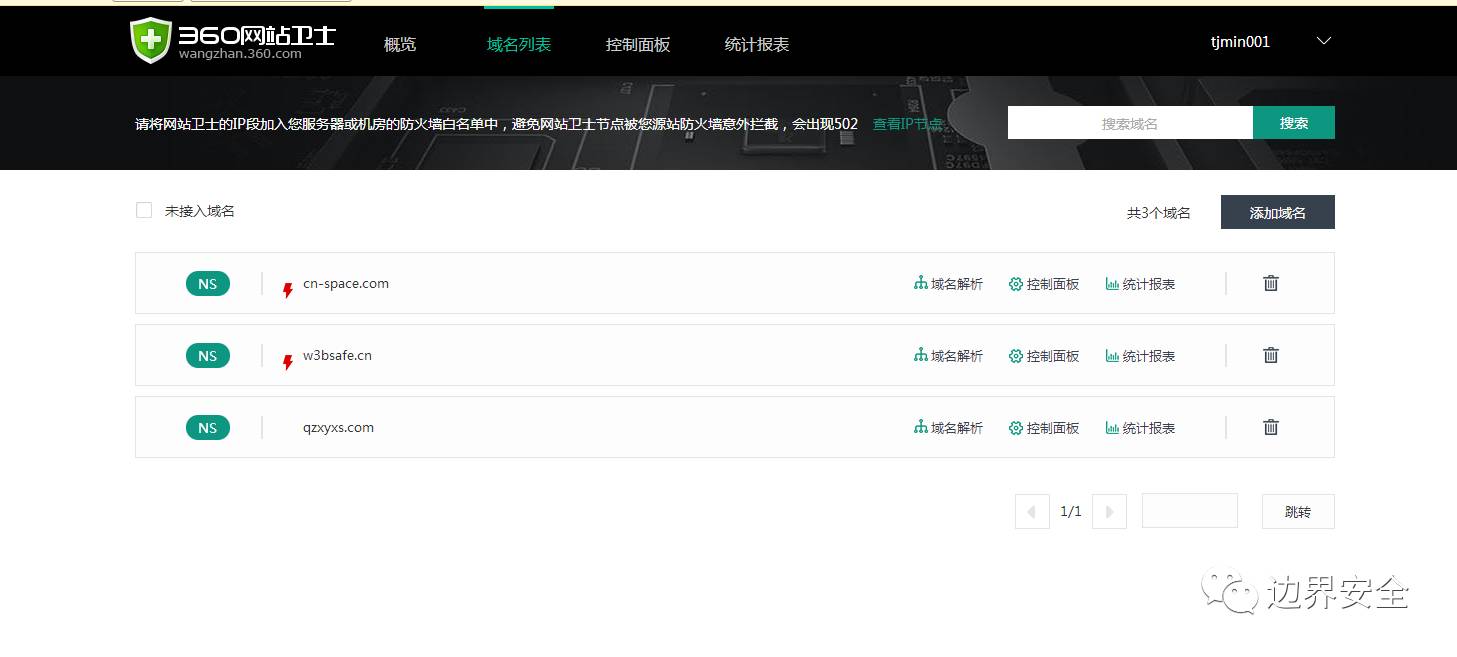 360网站卫士
wangzhan.360.com
概览
域名列表
控制面板
统计报表
tjmin001
请将网站卫士的IP段加入您服务器或机房的防火墙白名单中，避免网站卫士节点被您源站防火墙意外拦截，会出现502 查看IP节点
搜索域名
搜索
未接入域名
共3个域名
添加域名
NS cn-space.com 域名解析 控制面板 统计报表
NS w3bsafe.cn 域名解析 控制面板 统计报表
NS qzxyxs.com 域名解析 控制面板 统计报表
1/1
跳转
边界安全